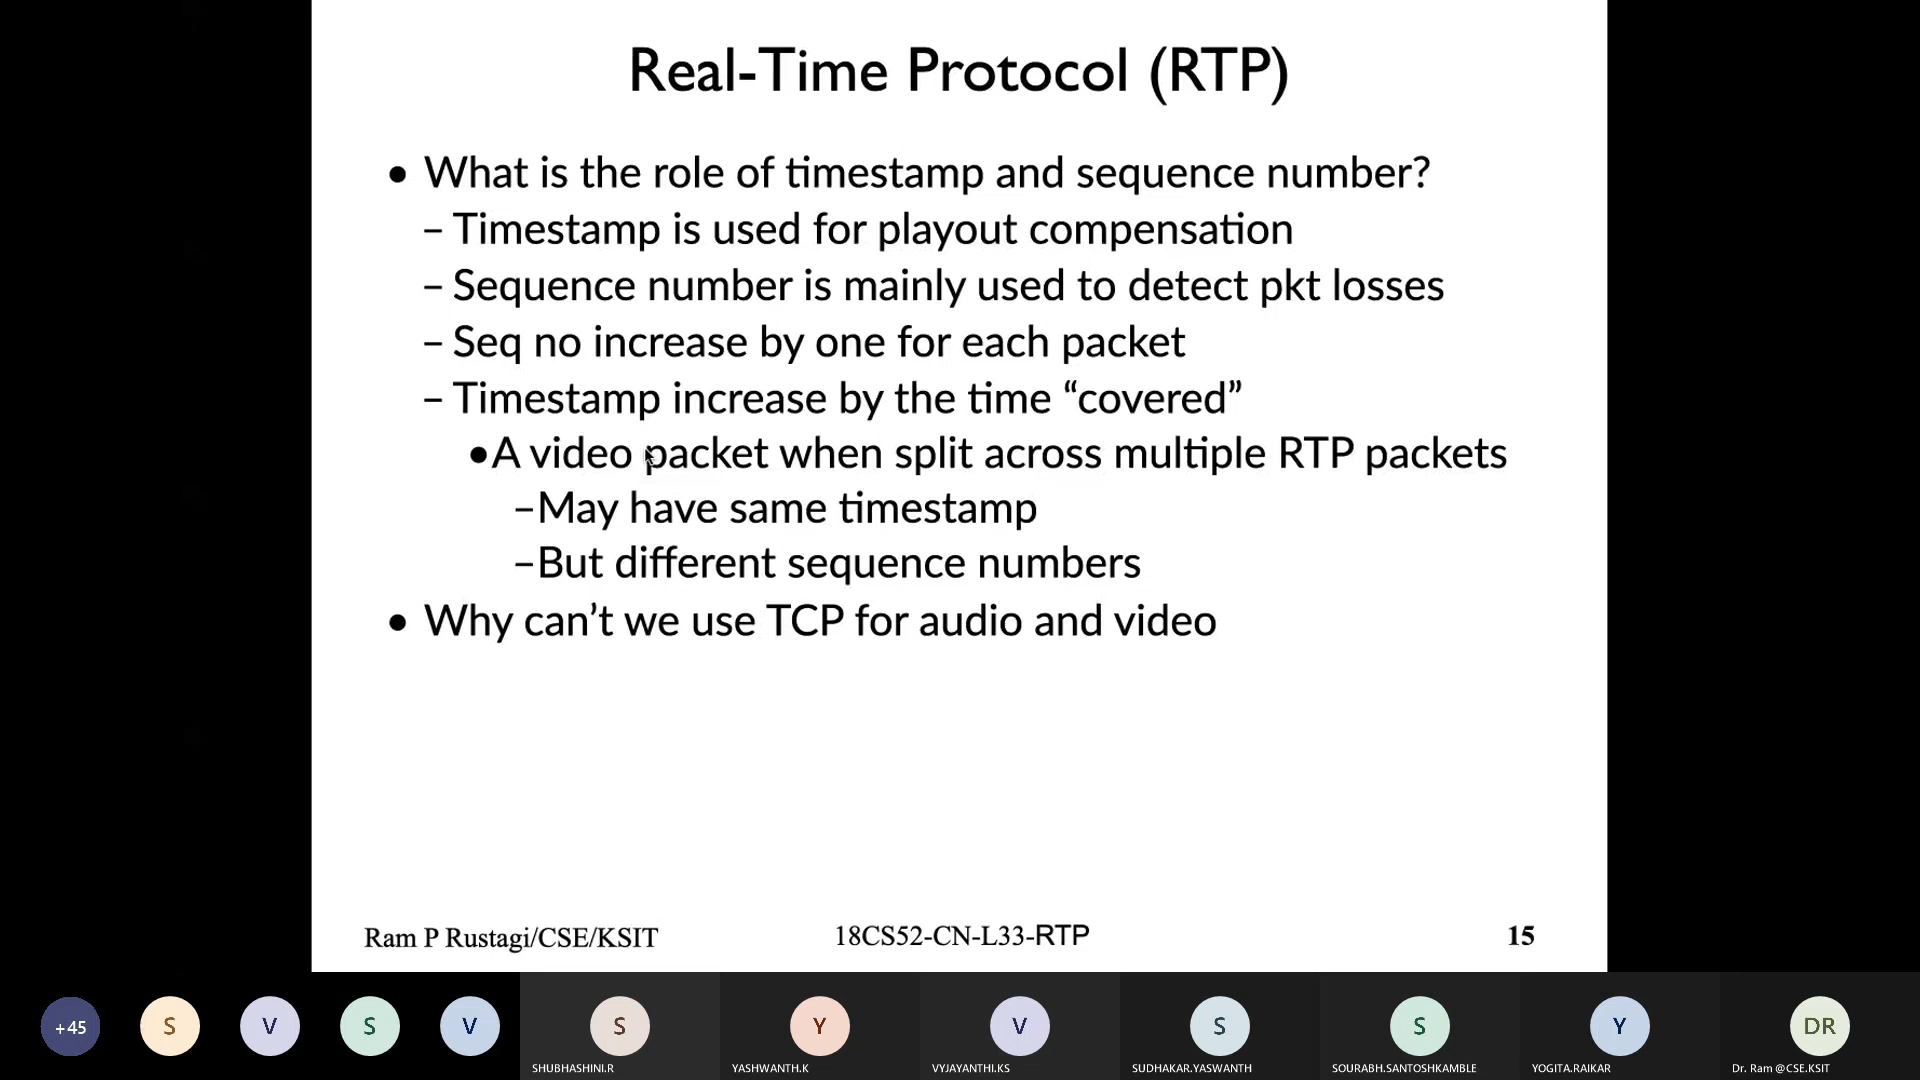 Real-Time Protocol (RTP)
• What is the role of timestamp and sequence number?
– Timestamp is used for playout compensation
– Sequence number is mainly used to detect pkt losses
– Seq no increase by one for each packet
– Timestamp increase by the time “covered”
•A video packet when split across multiple RTP packets
–May have same timestamp
–But different sequence numbers
• Why can’t we use TCP for audio and video
Ram P Rustagi/CSE/KSIT 18CS52-CN-L33-RTP 15
+45 S V S V S Y V S S Y DR
SHUBHASHINI.R YASHWANTH.K VYJAYANTHI.KS SUDHAKAR.YASWANTH SOURABH.SANTOSHKAMBLE YOGITA.RAIKAR Dr. Ram @CSE.KSIT